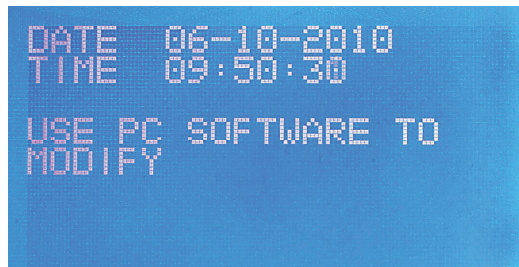 DATE 06-10-2010
TIME 09:50:30
USE PC SOFTWARE TO
MODIFY